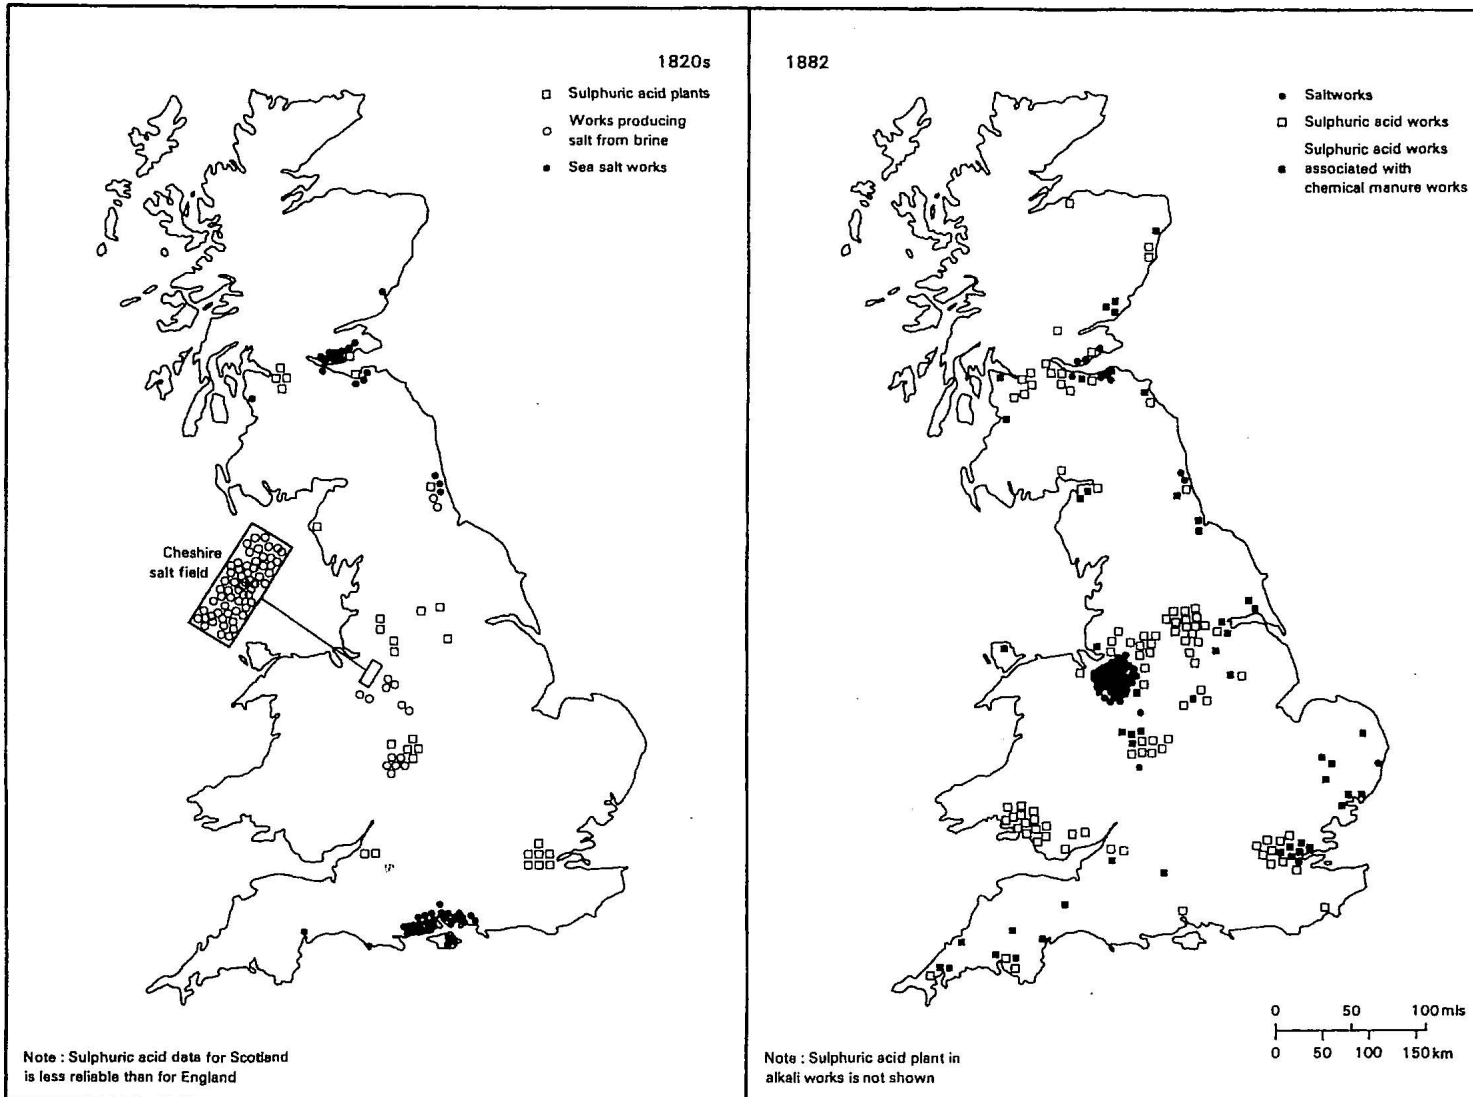 1820s
Sulphuric acid plants
Works producing
salt from brine
Sea salt works
Cheshire
salt field
Note : Sulphuric acid data for Scotland
is less reliable than for England
1882
Saltworks
Sulphuric acid works
Sulphuric acid works
associated with
chemical manure works
0 50 100 mls
0 50 100 150 km
Note : Sulphuric acid plant in
alkali works is not shown